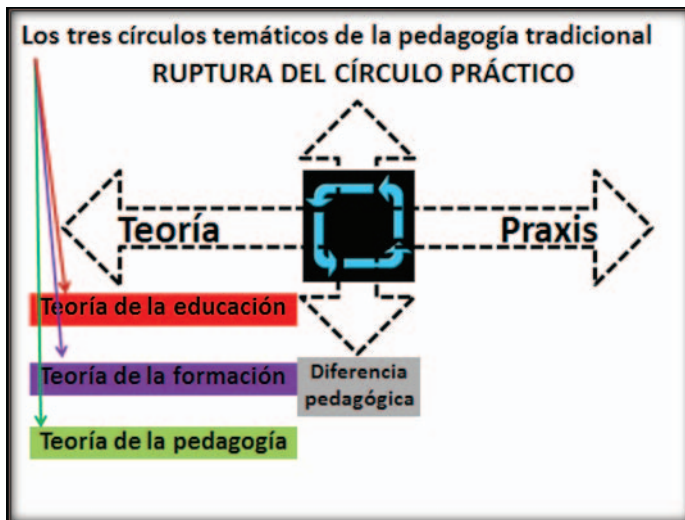 Los tres círculos temáticos de la pedagogía tradicional
RUPTURA DEL CÍRCULO PRÁCTICO
Teoría
Praxis
Teoría de la educación
Teoría de la formación
Diferencia
pedagógica
Teoría de la pedagogía